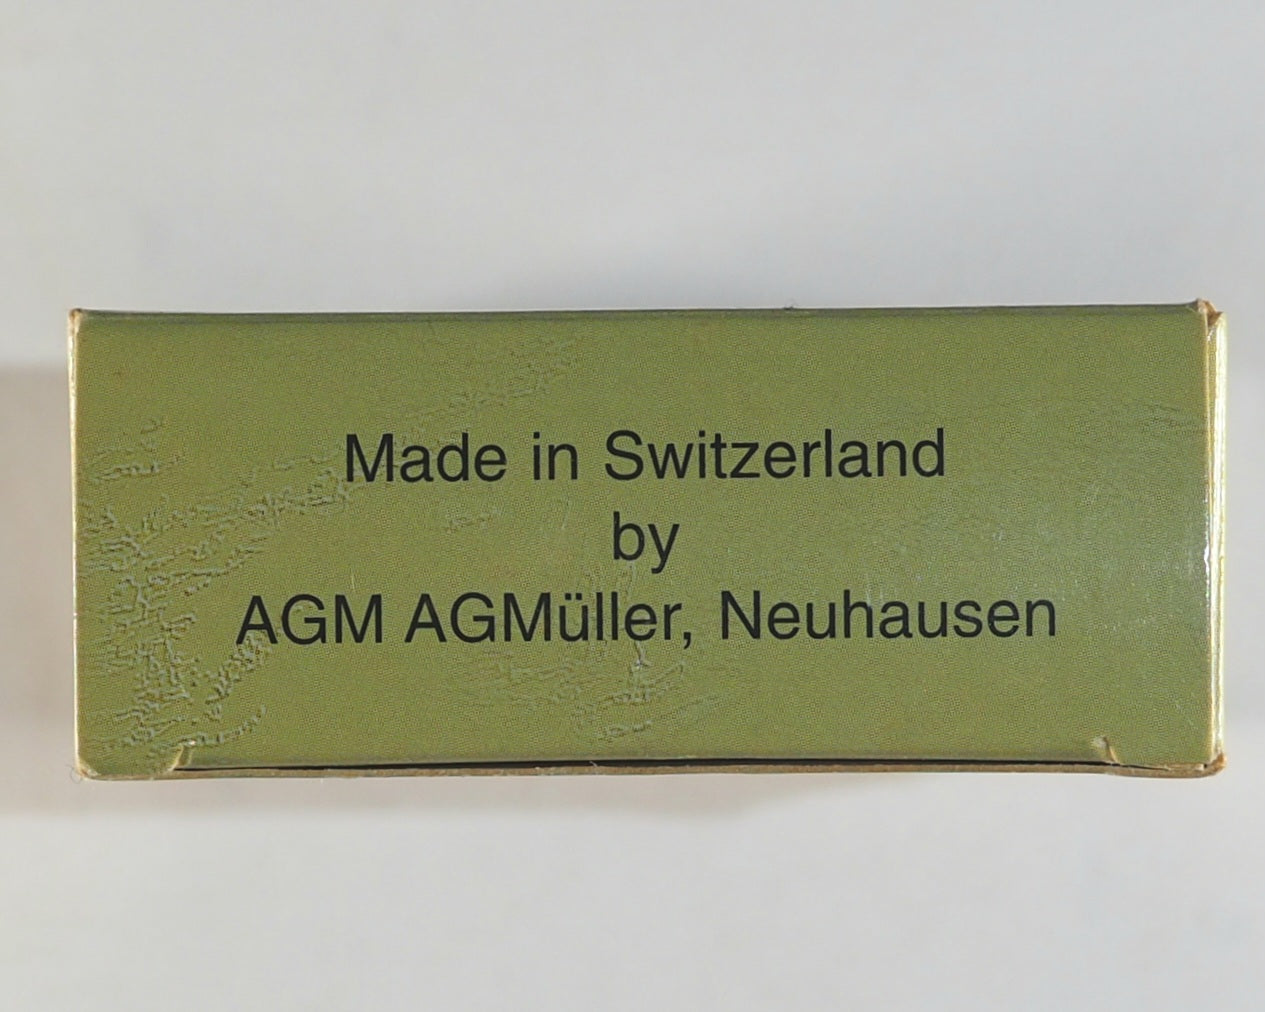 Made in Switzerland
by
AGM AGMüller, Neuhausen